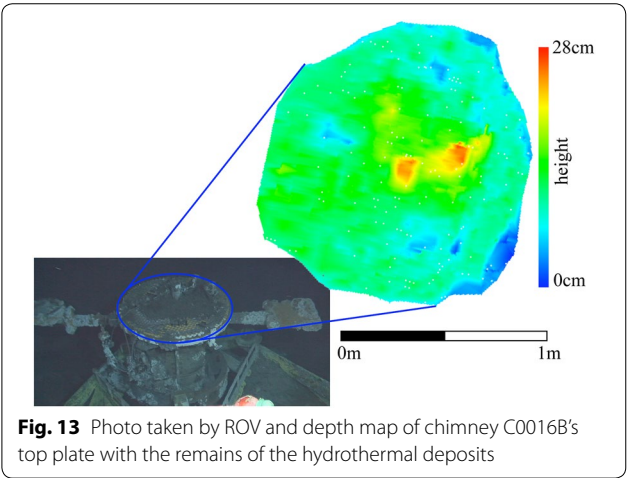 28cm
height
0cm
0m
1m
Fig. 13 Photo taken by ROV and depth map of chimney C0016B's
top plate with the remains of the hydrothermal deposits